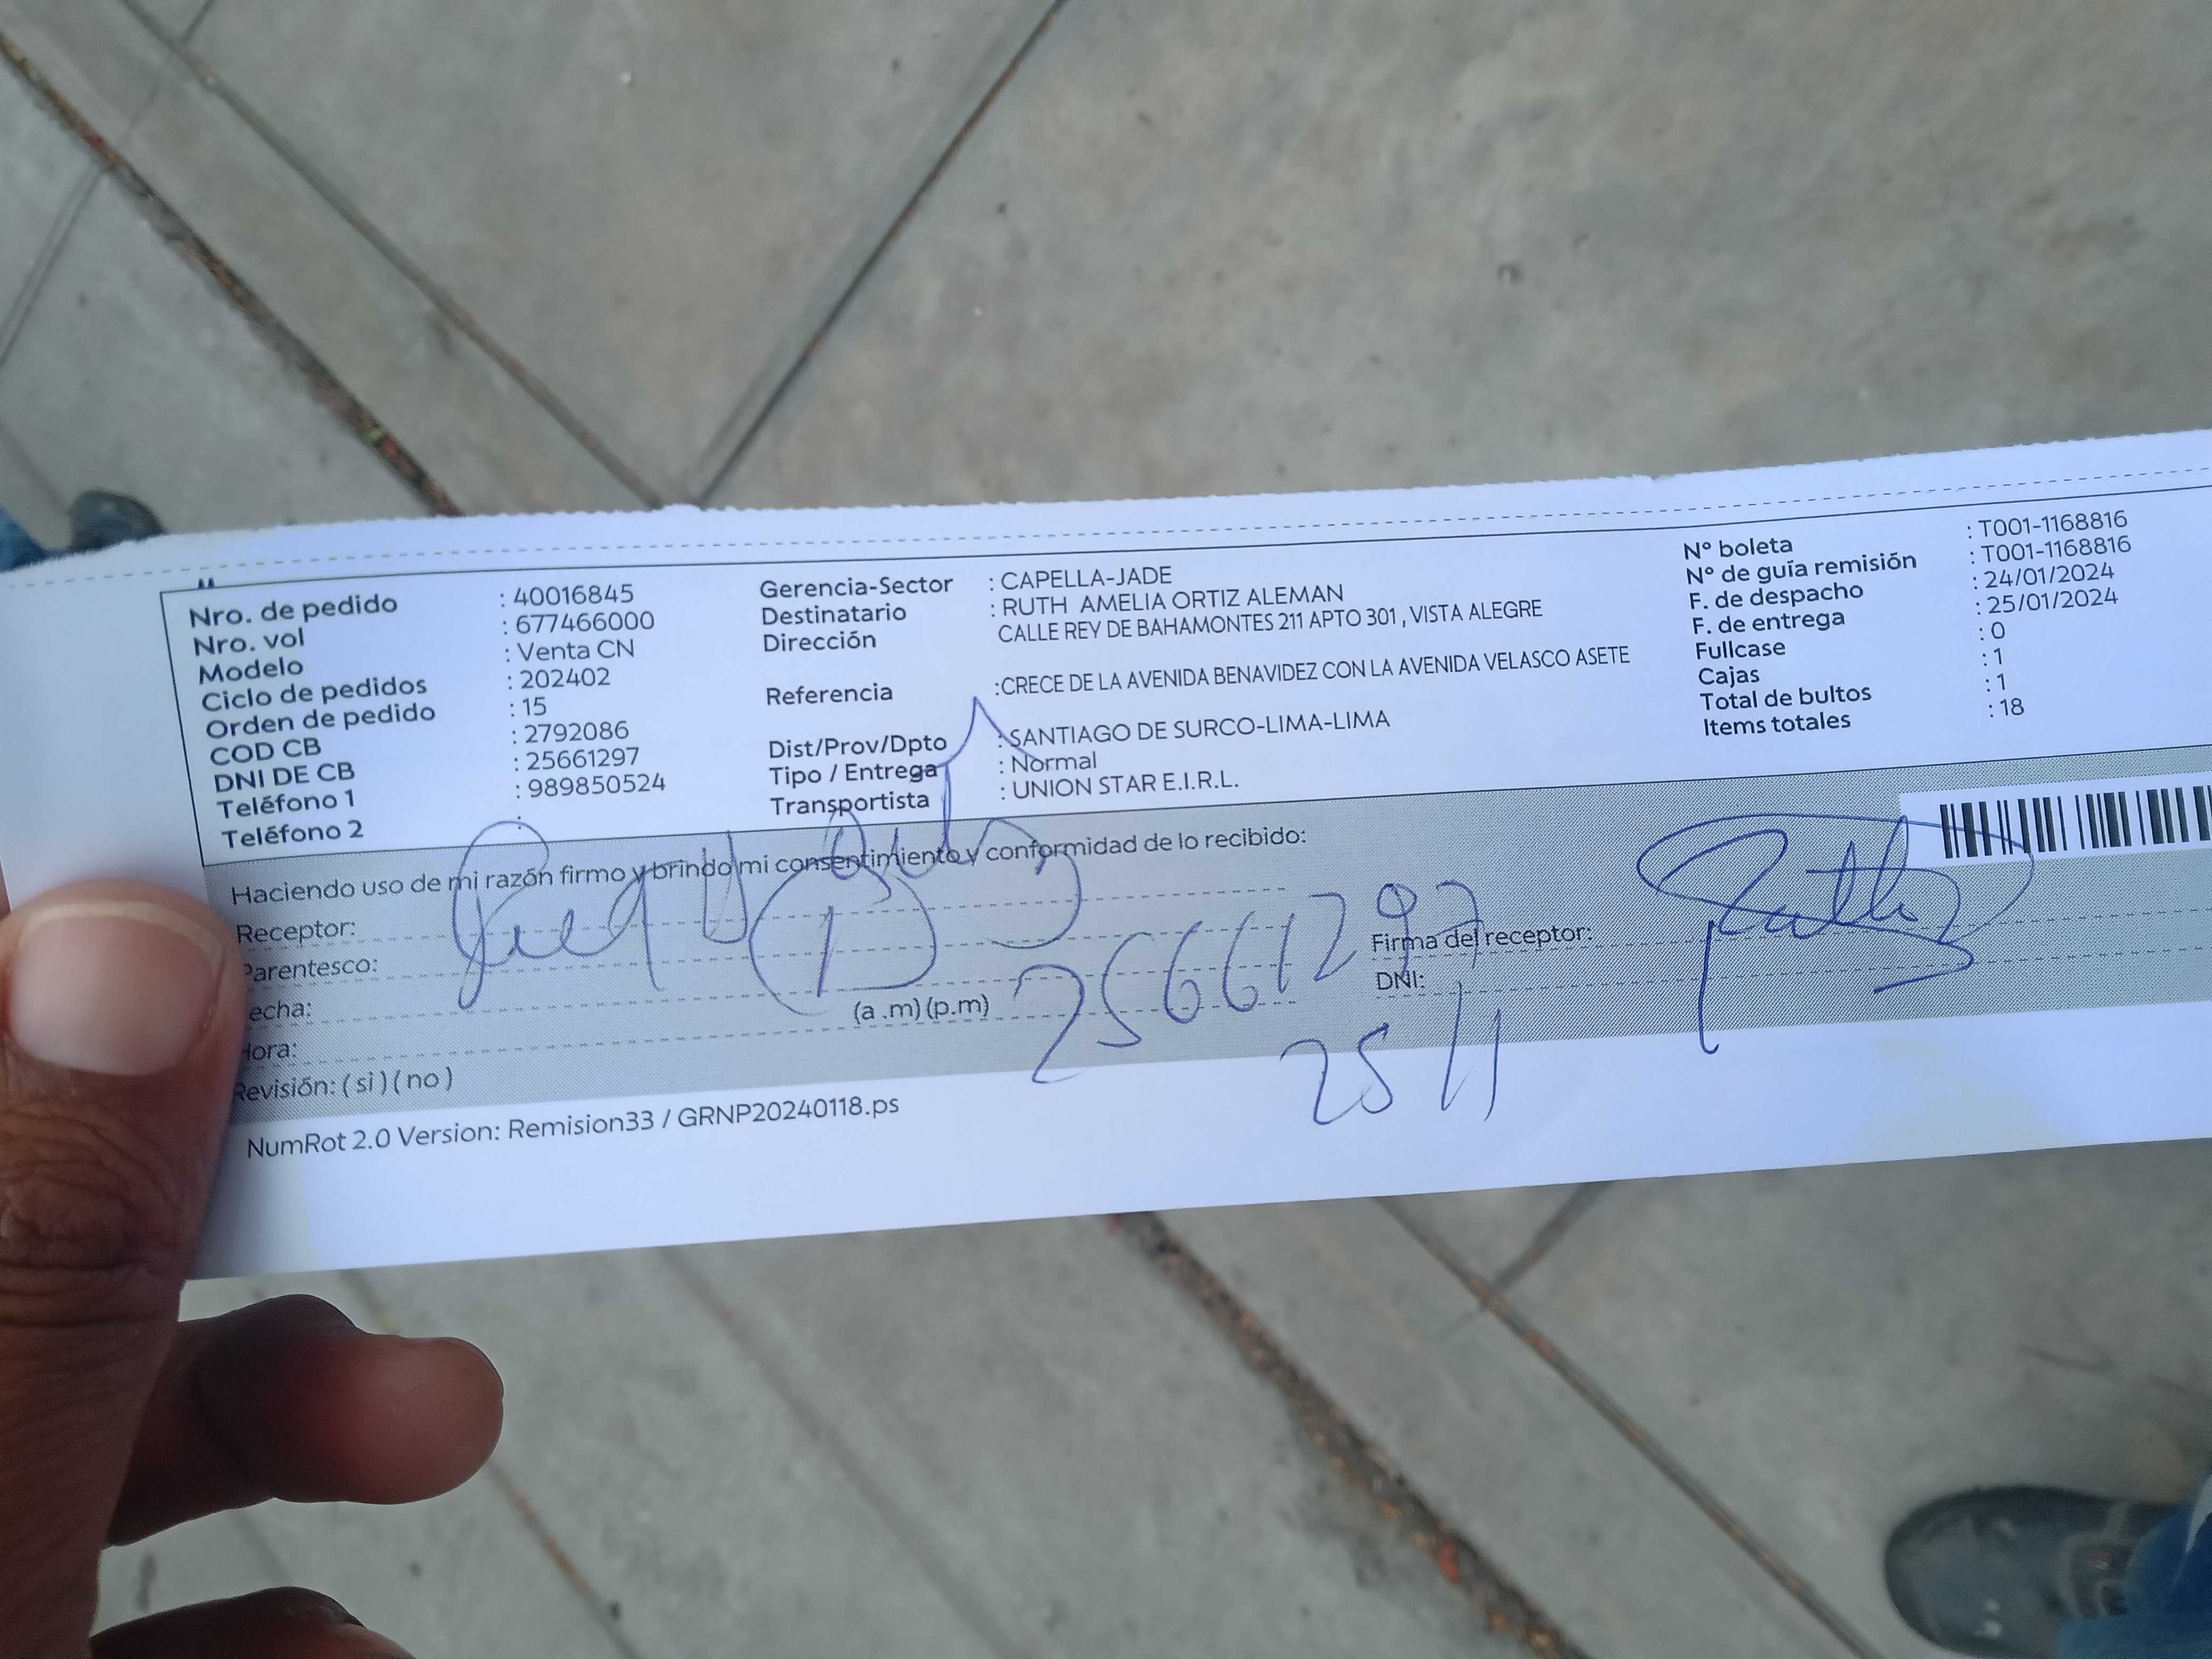 Nro. de pedido : 40016845
Nro. vol : 677466000
Modelo : Venta CN
Ciclo de pedidos : 202402
Orden de pedido : 15
COD CB : 2792086
DNI DE CB : 25661297
Teléfono 1 : 989850524
Teléfono 2 :
Gerencia-Sector : CAPELLA-JADE
Destinatario : RUTH AMELIA ORTIZ ALEMAN
Dirección CALLE REY DE BAHAMONTES 211 APTO 301 , VISTA ALEGRE
Referencia :CRECE DE LA AVENIDA BENAVIDEZ CON LA AVENIDA VELASCO ASETE
Dist/Prov/Dpto : SANTIAGO DE SURCO-LIMA-LIMA
Tipo / Entrega : Normal
Transportista : UNION STAR E.I.R.L.
N° boleta : T001-1168816
N° de guía remisión : T001-1168816
F. de despacho : 24/01/2024
F. de entrega : 25/01/2024
Fullcase : 0
Cajas : 1
Total de bultos : 1
Items totales : 18
Haciendo uso de mi razón firmo y brindo mi consentimiento y conformidad de lo recibido:
Receptor:
Parentesco:
echa:
(a .m) (p.m)
Hora:
Revisión: ( sì ) ( no )
25661297
25/1
Firma del receptor:
DNI:
NumRot 2.0 Version: Remision33 / GRNP20240118.ps